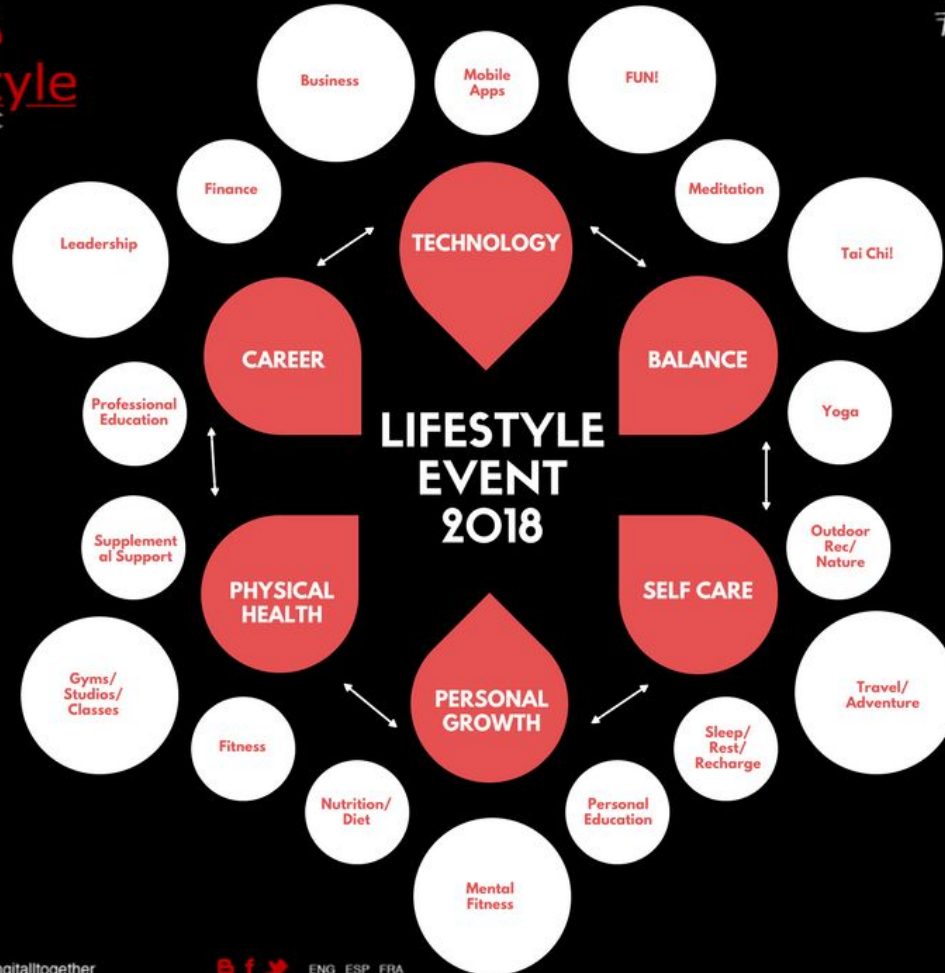 tyle
Business
Mobile
Apps
FUN!
Finance
Meditation
Leadership
Tai Chi!
TECHNOLOGY
CAREER
BALANCE
Professional
Education
Yoga
LIFESTYLE
EVENT
2018
Supplement
al Support
Outdoor
Rec/
Nature
PHYSICAL
HEALTH
SELF CARE
Gyms/
Studios/
Classes
Travel/
Adventure
PERSONAL
GROWTH
Fitness
Sleep/
Rest/
Recharge
Nutrition/
Diet
Personal
Education
Mental
Fitness
ngitalltogether
ENG ESP FRA